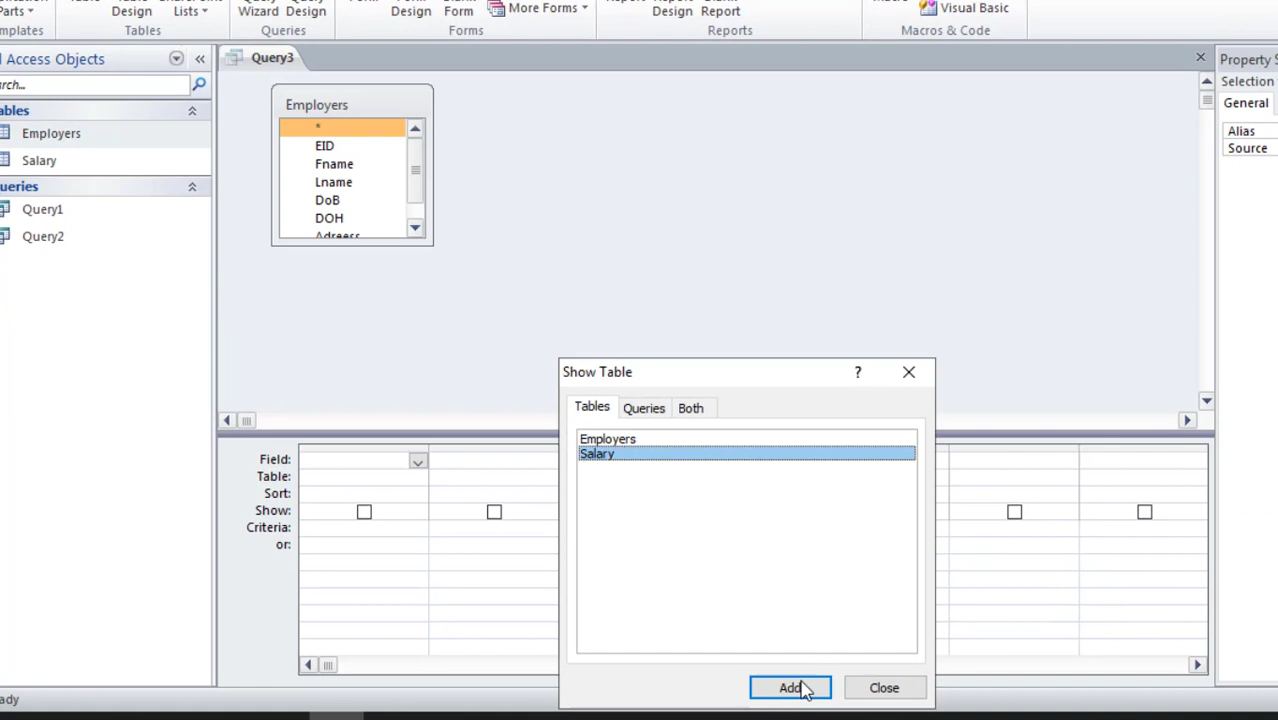 Parts
Lists
Wizard
Design
Design
Form
More Forms
Design
Report
Visual Basic
mplates
Tables
Queries
Forms
Reports
Macros & Code
l Access Objects
Query3
Property S
arch...
Selection
General
ables
Employers
Salary
ueries
Query1
Query2
Employers
*
EID
Fname
Lname
DoB
DOH
Adreess
Alias
Source
Show Table
?
Tables
Queries
Both
Employers
Salary
Field:
Table:
Sort:
Show:
Criteria:
or:
Add
Close
ady